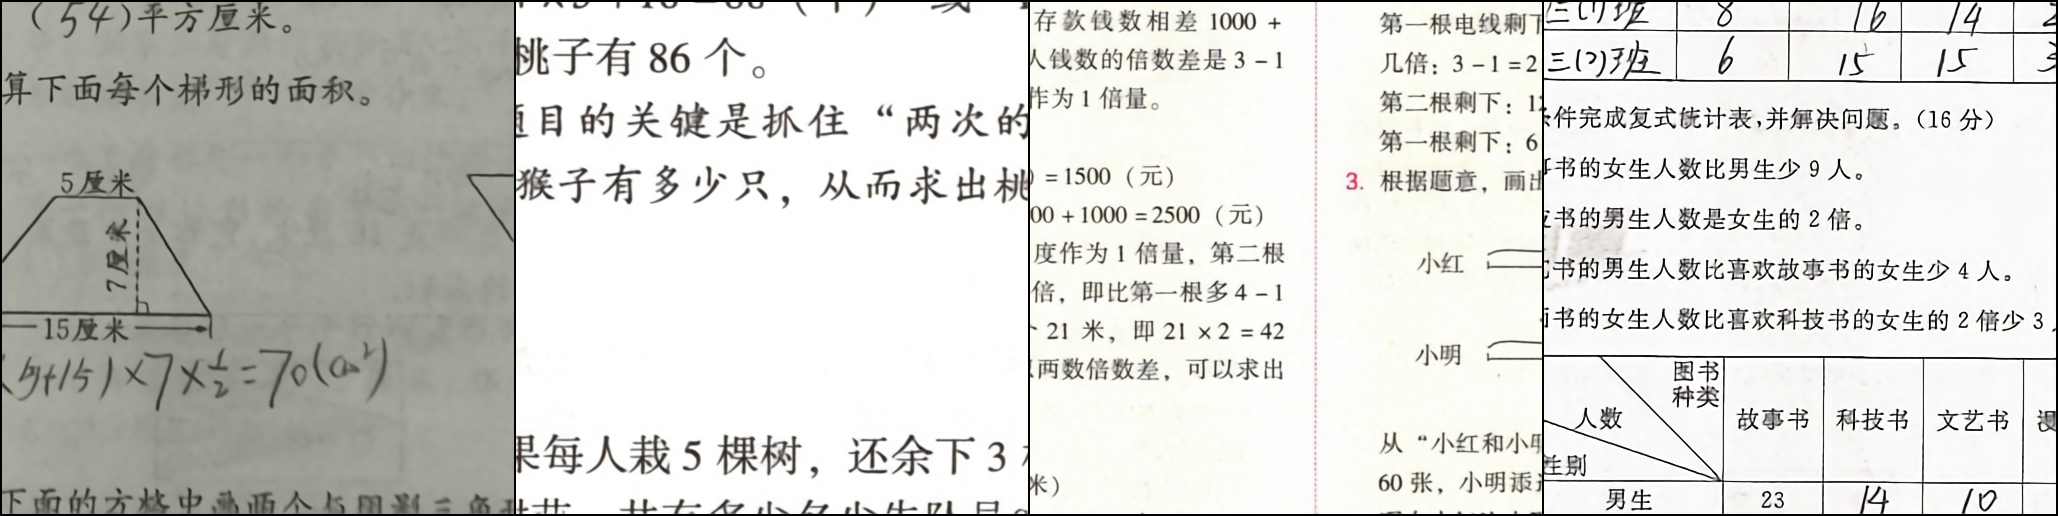 (54)平方厘米。
算下面每个梯形的面积。
5厘米
7厘米
15厘米
(5+15)×7×1/2=70(cm²)
下面的方格中画两个与图影三角形
桃子有 86 个。
题目的关键是抓住“两次的
猴子有多少只，从而求出桃
果每人栽 5 棵树，还余下 3
存款钱数相差 1000 +
人钱数的倍数差是 3 - 1
作为 1 倍量。
) = 1500（元）
00 + 1000 = 2500（元）
度作为 1 倍量，第二根
倍，即比第一根多 4 - 1
21 米，即 21 × 2 = 42
两数倍数差，可以求出
米）
第一根电线剩下
几倍：3 - 1 = 2
第二根剩下：1
第一根剩下：6
3. 根据题意，画出
小红
小明
从“小红和小明
60 张，小明添
三(1)班 8 16 14 2
三(2)班 6 15 15 3
条件完成复式统计表,并解决问题。(16 分)
书的女生人数比男生少 9 人。
书的男生人数是女生的 2 倍。
书的男生人数比喜欢故事书的女生少 4 人。
书的女生人数比喜欢科技书的女生的 2 倍少 3
图书
种类
人数
性别
故事书 科技书 文艺书 漫
男生 23 14 10